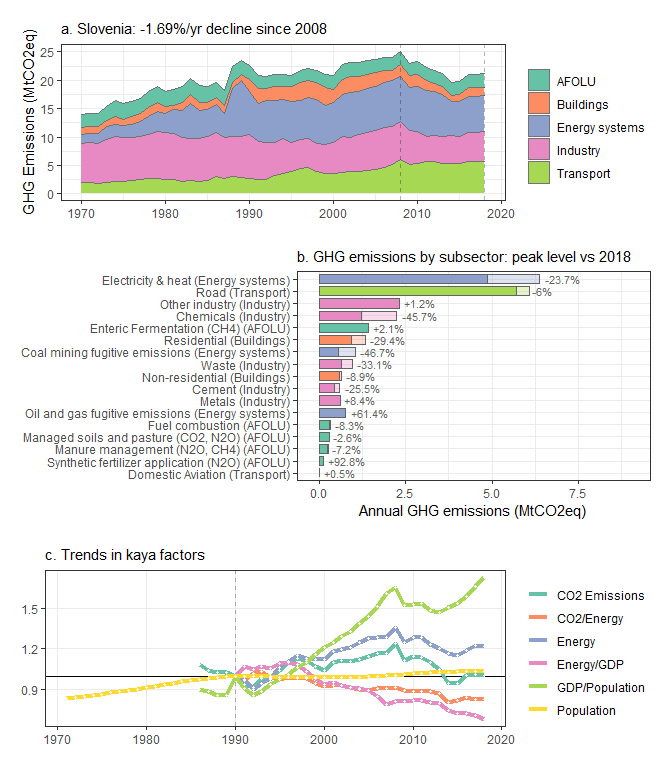 a. Slovenia: -1.69%/yr decline since 2008
GHG Emissions (MtCO2eq)
25
20
15
10
5
0
1970
1980
1990
2000
2010
2020
AFOLU
Buildings
Energy systems
Industry
Transport
b. GHG emissions by subsector: peak level vs 2018
Electricity & heat (Energy systems) -23.7%
Road (Transport) -6%
Other industry (Industry) +1.2%
Chemicals (Industry) -45.7%
Enteric Fermentation (CH4) (AFOLU) +2.1%
Residential (Buildings) -29.4%
Coal mining fugitive emissions (Energy systems) -46.7%
Waste (Industry) -33.1%
Non-residential (Buildings) -8.9%
Cement (Industry) -25.5%
Metals (Industry) +8.4%
Oil and gas fugitive emissions (Energy systems) +61.4%
Fuel combustion (AFOLU) -8.3%
Managed soils and pasture (CO2, N2O) (AFOLU) -2.6%
Manure management (N2O, CH4) (AFOLU) -7.2%
Synthetic fertilizer application (N2O) (AFOLU) +92.8%
Domestic Aviation (Transport) +0.5%
0.0
2.5
5.0
7.5
Annual GHG emissions (MtCO2eq)
c. Trends in kaya factors
1.5
1.2
0.9
1970
1980
1990
2000
2010
2020
CO2 Emissions
CO2/Energy
Energy
Energy/GDP
GDP/Population
Population